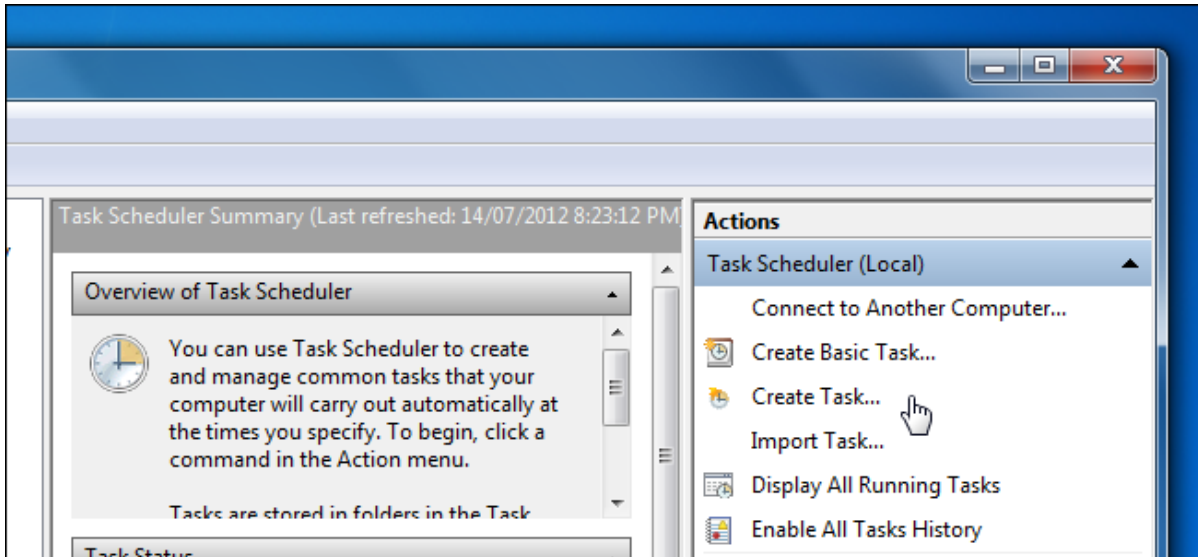 Task Scheduler Summary (Last refreshed: 14/07/2012 8:23:12 PM)
Overview of Task Scheduler
You can use Task Scheduler to create
and manage common tasks that your
computer will carry out automatically at
the times you specify. To begin, click a
command in the Action menu.
Tasks are stored in folders in the Task
Task Status
Actions
Task Scheduler (Local)
Connect to Another Computer...
Create Basic Task...
Create Task...
Import Task...
Display All Running Tasks
Enable All Tasks History